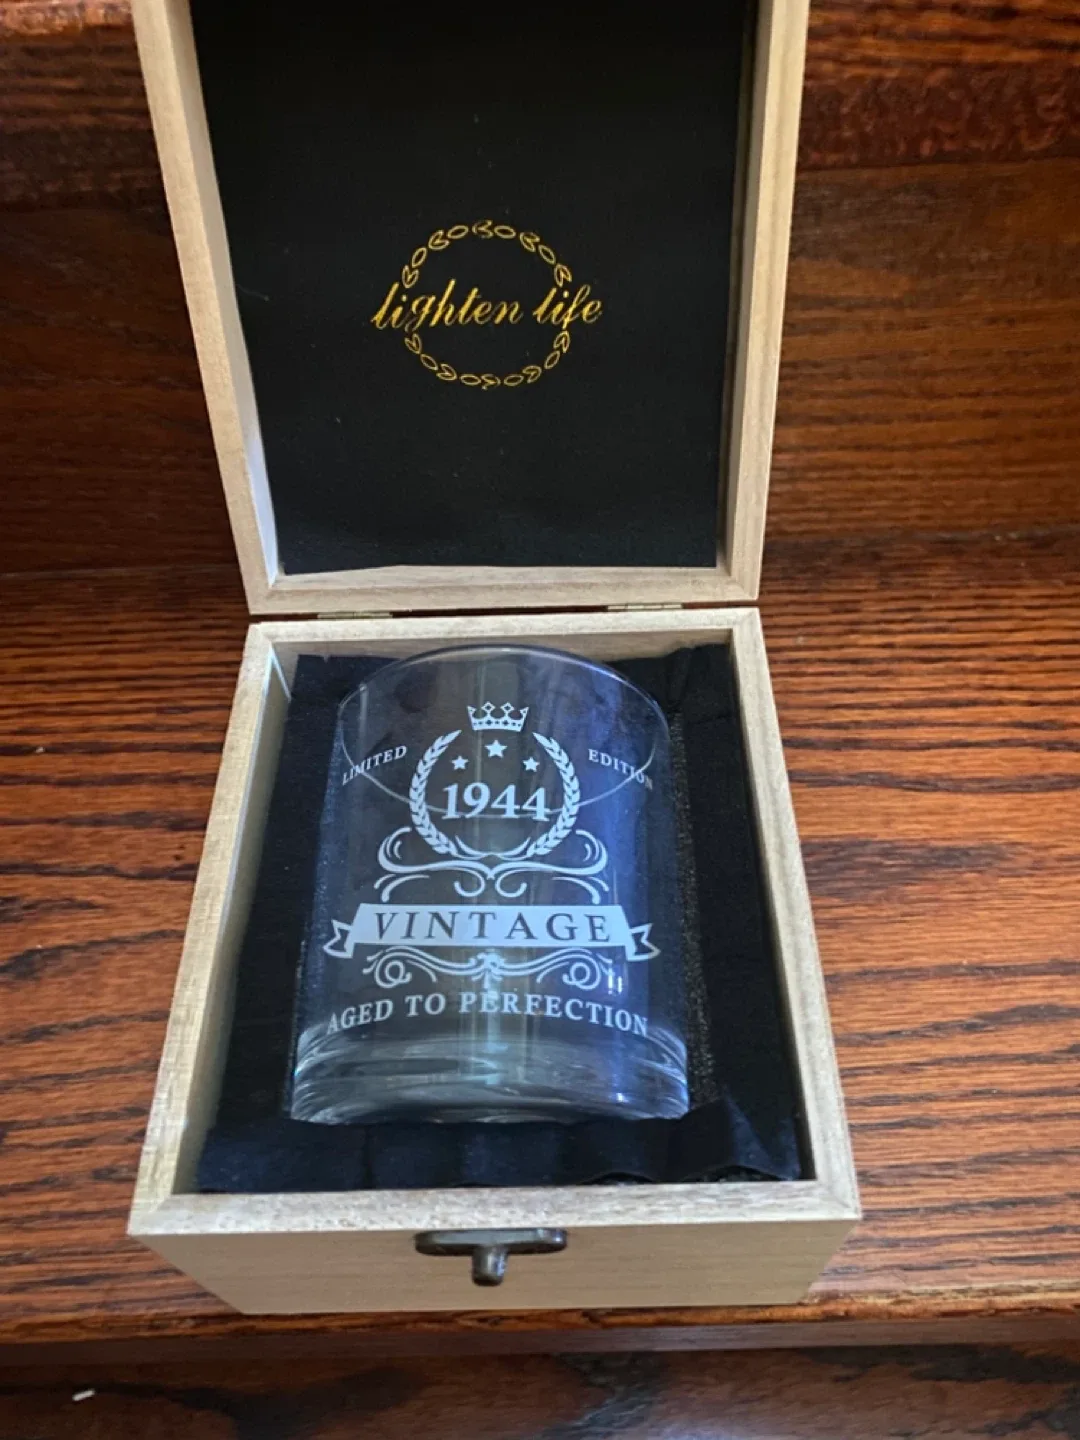 lighten life
LIMITED EDITION
1944
VINTAGE
AGED TO PERFECTION